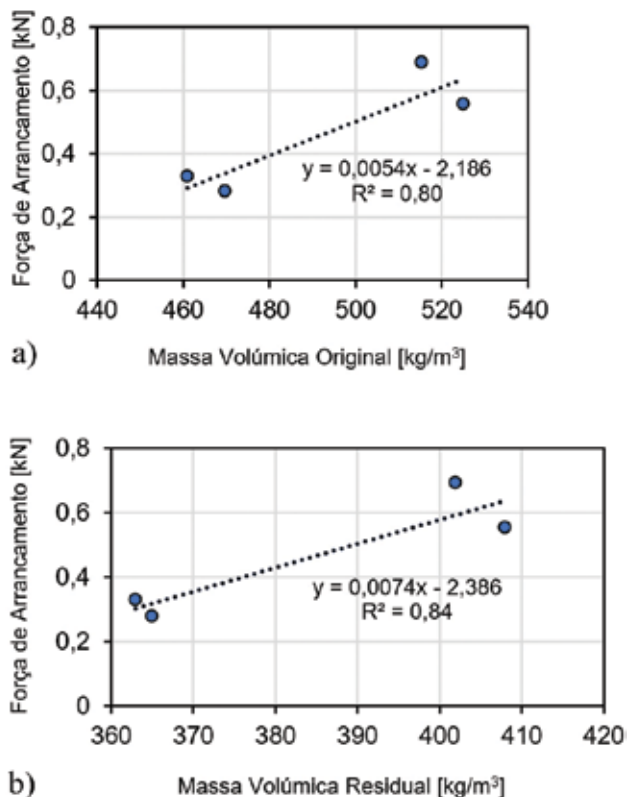 0,8
0,6
0,4
0,2
0
Força de Arrancamento [kN]
y = 0,0054x - 2,186
R² = 0,80
440 460 480 500 520 540
a) Massa Volúmica Original [kg/m³]
0,8
0,6
0,4
0,2
0
Força de Arrancamento [kN]
y = 0,0074x - 2,386
R² = 0,84
360 370 380 390 400 410 420
b) Massa Volúmica Residual [kg/m³]